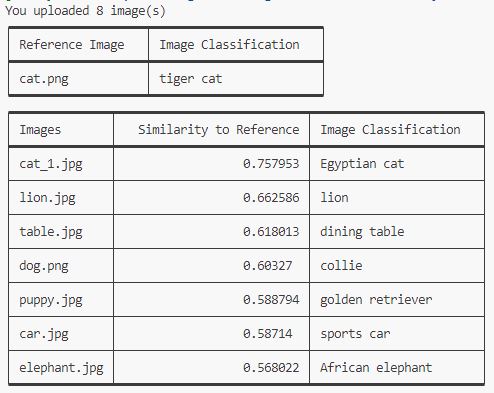 You uploaded 8 image(s)
Reference Image Image Classification
cat.png tiger cat
Images Similarity to Reference Image Classification
cat_1.jpg 0.757953 Egyptian cat
lion.jpg 0.662586 lion
table.jpg 0.618013 dining table
dog.png 0.60327 collie
puppy.jpg 0.588794 golden retriever
car.jpg 0.58714 sports car
elephant.jpg 0.568022 African elephant